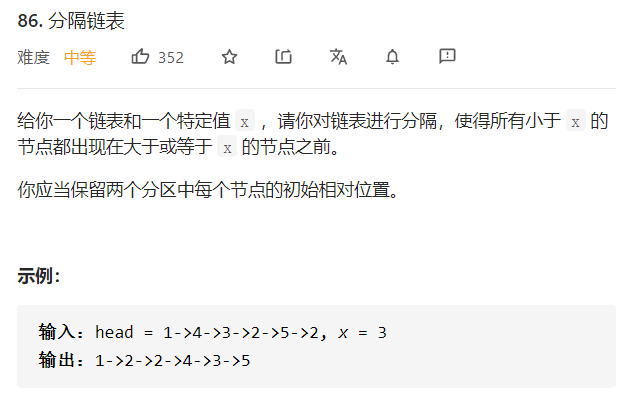 86. 分隔链表
难度 中等 352
给你一个链表和一个特定值 x ，请你对链表进行分隔，使得所有小于 x 的
节点都出现在大于或等于 x 的节点之前。
你应当保留两个分区中每个节点的初始相对位置。
示例：
输入：head = 1->4->3->2->5->2, x = 3
输出：1->2->2->4->3->5